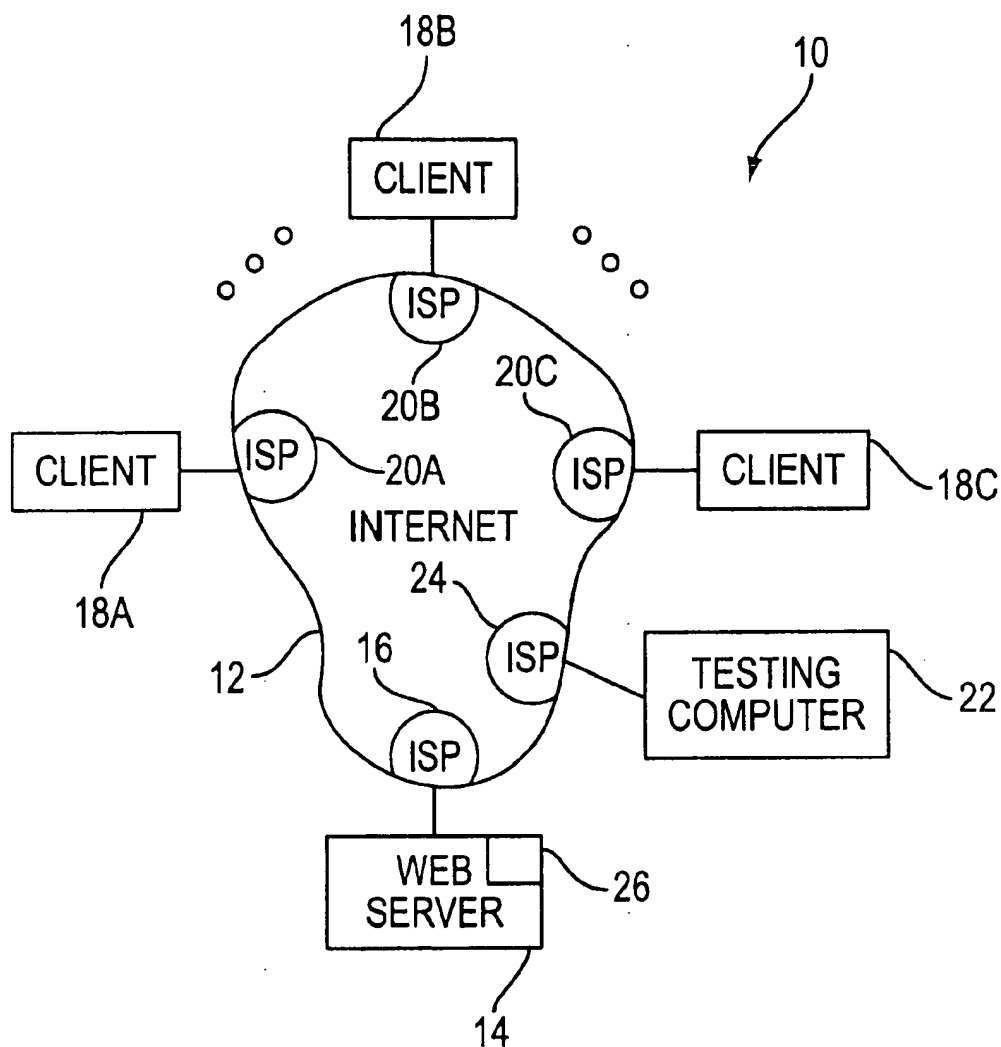 18B
10
CLIENT
ISP
20B
20C
CLIENT
ISP
20A
ISP
CLIENT
18C
INTERNET
18A
24
12
16
ISP
TESTING
COMPUTER
22
ISP
WEB
SERVER
26
14